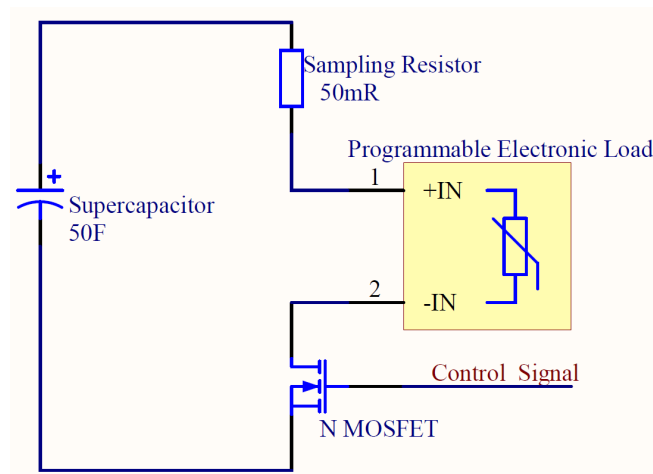 Sampling Resistor
50mR
Programmable Electronic Load
1
+IN
+
Supercapacitor
50F
2
-IN
Control Signal
N MOSFET